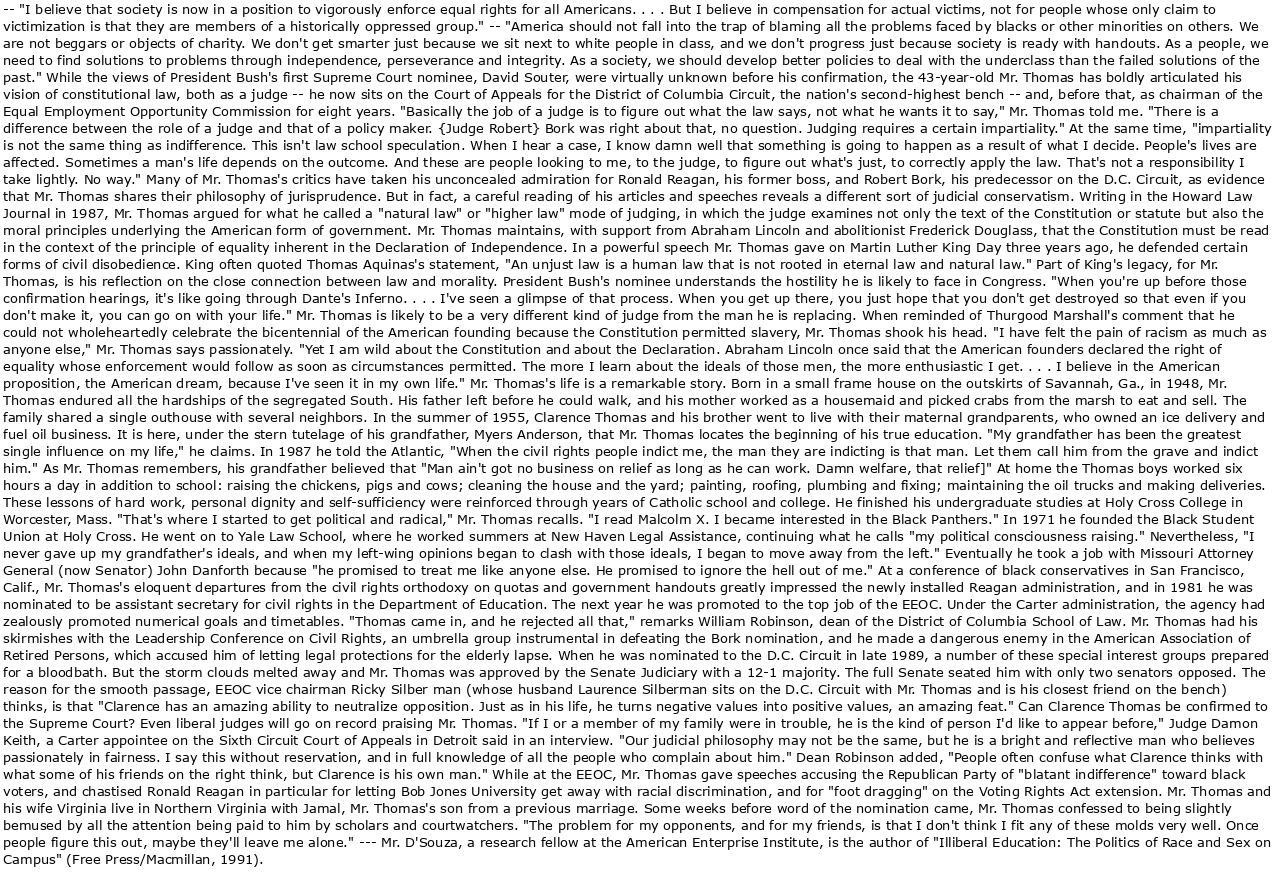 -- "I believe that society is now in a position to vigorously enforce equal rights for all Americans. . . . But I believe in compensation for actual victims, not for people whose only claim to
victimization is that they are members of a historically oppressed group." -- "America should not fall into the trap of blaming all the problems faced by blacks or other minorities on others. We
are not beggars or objects of charity. We don't get smarter just because we sit next to white people in class, and we don't progress just because society is ready with handouts. As a people, we
need to find solutions to problems through independence, perseverance and integrity. As a society, we should develop better policies to deal with the underclass than the failed solutions of the
past." While the views of President Bush's first Supreme Court nominee, David Souter, were virtually unknown before his confirmation, the 43-year-old Mr. Thomas has boldly articulated his
vision of constitutional law, both as a judge -- he now sits on the Court of Appeals for the District of Columbia Circuit, the nation's second-highest bench -- and, before that, as chairman of the
Equal Employment Opportunity Commission for eight years. "Basically the job of a judge is to figure out what the law says, not what he wants it to say," Mr. Thomas told me. "There is a
difference between the role of a judge and that of a policy maker. {Judge Robert} Bork was right about that, no question. Judging requires a certain impartiality." At the same time, "impartiality
is not the same thing as indifference. This isn't law school speculation. When I hear a case, I know damn well that something is going to happen as a result of what I decide. People's lives are
affected. Sometimes a man's life depends on the outcome. And these are people looking to me, to the judge, to figure out what's just, to correctly apply the law. That's not a responsibility I
take lightly. No way." Many of Mr. Thomas's critics have taken his unconcealed admiration for Ronald Reagan, his former boss, and Robert Bork, his predecessor on the D.C. Circuit, as evidence
that Mr. Thomas shares their philosophy of jurisprudence. But in fact, a careful reading of his articles and speeches reveals a different sort of judicial conservatism. Writing in the Howard Law
Journal in 1987, Mr. Thomas argued for what he called a "natural law" or "higher law" mode of judging, in which the judge examines not only the text of the Constitution or statute but also the
moral principles underlying the American form of government. Mr. Thomas maintains, with support from Abraham Lincoln and abolitionist Frederick Douglass, that the Constitution must be read
in the context of the principle of equality inherent in the Declaration of Independence. In a powerful speech Mr. Thomas gave on Martin Luther King Day three years ago, he defended certain
forms of civil disobedience. King often quoted Thomas Aquinas's statement, "An unjust law is a human law that is not rooted in eternal law and natural law." Part of King's legacy, for Mr.
Thomas, is his reflection on the close connection between law and morality. President Bush's nominee understands the hostility he is likely to face in Congress. "When you're up before those
confirmation hearings, it's like going through Dante's Inferno. . . . I've seen a glimpse of that process. When you get up there, you just hope that you don't get destroyed so that even if you
don't make it, you can go on with your life." Mr. Thomas is likely to be a very different kind of judge from the man he is replacing. When reminded of Thurgood Marshall's comment that he
could not wholeheartedly celebrate the bicentennial of the American founding because the Constitution permitted slavery, Mr. Thomas shook his head. "I have felt the pain of racism as much as
anyone else," Mr. Thomas says passionately. "Yet I am wild about the Constitution and about the Declaration. Abraham Lincoln once said that the American founders declared the right of
equality whose enforcement would follow as soon as circumstances permitted. The more I learn about the ideals of those men, the more enthusiastic I get. . . . I believe in the American
proposition, the American dream, because I've seen it in my own life." Mr. Thomas's life is a remarkable story. Born in a small frame house on the outskirts of Savannah, Ga., in 1948, Mr.
Thomas endured all the hardships of the segregated South. His father left before he could walk, and his mother worked as a housemaid and picked crabs from the marsh to eat and sell. The
family shared a single outhouse with several neighbors. In the summer of 1955, Clarence Thomas and his brother went to live with their maternal grandparents, who owned an ice delivery and
fuel oil business. It is here, under the stern tutelage of his grandfather, Myers Anderson, that Mr. Thomas locates the beginning of his true education. "My grandfather has been the greatest
single influence on my life," he claims. In 1987 he told the Atlantic, "When the civil rights people indict me, the man they are indicting is that man. Let them call him from the grave and indict
him." As Mr. Thomas remembers, his grandfather believed that "Man ain't got no business on relief as long as he can work. Damn welfare, that relief]" At home the Thomas boys worked six
hours a day in addition to school: raising the chickens, pigs and cows; cleaning the house and the yard; painting, roofing, plumbing and fixing; maintaining the oil trucks and making deliveries.
These lessons of hard work, personal dignity and self-sufficiency were reinforced through years of Catholic school and college. He finished his undergraduate studies at Holy Cross College in
Worcester, Mass. "That's where I started to get political and radical," Mr. Thomas recalls. "I read Malcolm X. I became interested in the Black Panthers." In 1971 he founded the Black Student
Union at Holy Cross. He went on to Yale Law School, where he worked summers at New Haven Legal Assistance, continuing what he calls "my political consciousness raising." Nevertheless, "I
never gave up my grandfather's ideals, and when my left-wing opinions began to clash with those ideals, I began to move away from the left." Eventually he took a job with Missouri Attorney
General (now Senator) John Danforth because "he promised to treat me like anyone else. He promised to ignore the hell out of me." At a conference of black conservatives in San Francisco,
Calif., Mr. Thomas's eloquent departures from the civil rights orthodoxy on quotas and government handouts greatly impressed the newly installed Reagan administration, and in 1981 he was
nominated to be assistant secretary for civil rights in the Department of Education. The next year he was promoted to the top job of the EEOC. Under the Carter administration, the agency had
zealously promoted numerical goals and timetables. "Thomas came in, and he rejected all that," remarks William Robinson, dean of the District of Columbia School of Law. Mr. Thomas had his
skirmishes with the Leadership Conference on Civil Rights, an umbrella group instrumental in defeating the Bork nomination, and he made a dangerous enemy in the American Association of
Retired Persons, which accused him of letting legal protections for the elderly lapse. When he was nominated to the D.C. Circuit in late 1989, a number of these special interest groups prepared
for a bloodbath. But the storm clouds melted away and Mr. Thomas was approved by the Senate Judiciary with a 12-1 majority. The full Senate seated him with only two senators opposed. The
reason for the smooth passage, EEOC vice chairman Ricky Silber man (whose husband Laurence Silberman sits on the D.C. Circuit with Mr. Thomas and is his closest friend on the bench)
thinks, is that "Clarence has an amazing ability to neutralize opposition. Just as in his life, he turns negative values into positive values, an amazing feat." Can Clarence Thomas be confirmed to
the Supreme Court? Even liberal judges will go on record praising Mr. Thomas. "If I or a member of my family were in trouble, he is the kind of person I'd like to appear before," Judge Damon
Keith, a Carter appointee on the Sixth Circuit Court of Appeals in Detroit said in an interview. "Our judicial philosophy may not be the same, but he is a bright and reflective man who believes
passionately in fairness. I say this without reservation, and in full knowledge of all the people who complain about him." Dean Robinson added, "People often confuse what Clarence thinks with
what some of his friends on the right think, but Clarence is his own man." While at the EEOC, Mr. Thomas gave speeches accusing the Republican Party of "blatant indifference" toward black
voters, and chastised Ronald Reagan in particular for letting Bob Jones University get away with racial discrimination, and for "foot dragging" on the Voting Rights Act extension. Mr. Thomas and
his wife Virginia live in Northern Virginia with Jamal, Mr. Thomas's son from a previous marriage. Some weeks before word of the nomination came, Mr. Thomas confessed to being slightly
bemused by all the attention being paid to him by scholars and courtwatchers. "The problem for my opponents, and for my friends, is that I don't think I fit any of these molds very well. Once
people figure this out, maybe they'll leave me alone." --- Mr. D'Souza, a research fellow at the American Enterprise Institute, is the author of "Illiberal Education: The Politics of Race and Sex on
Campus" (Free Press/Macmillan, 1991).